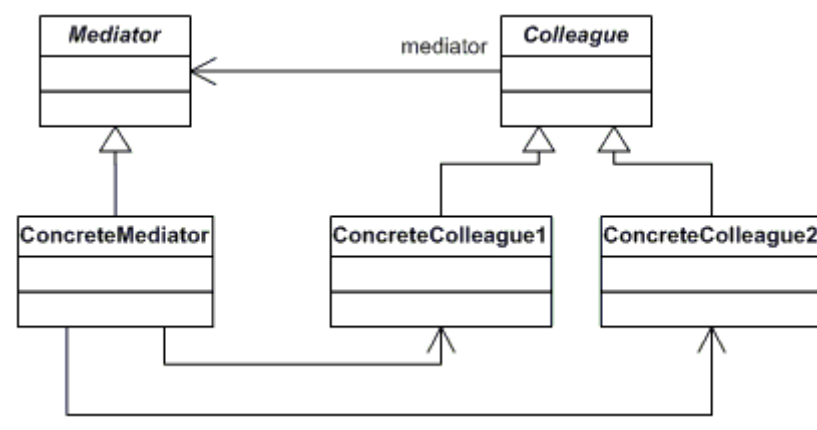 Mediator
mediator
Colleague
ConcreteMediator
ConcreteColleague1
ConcreteColleague2